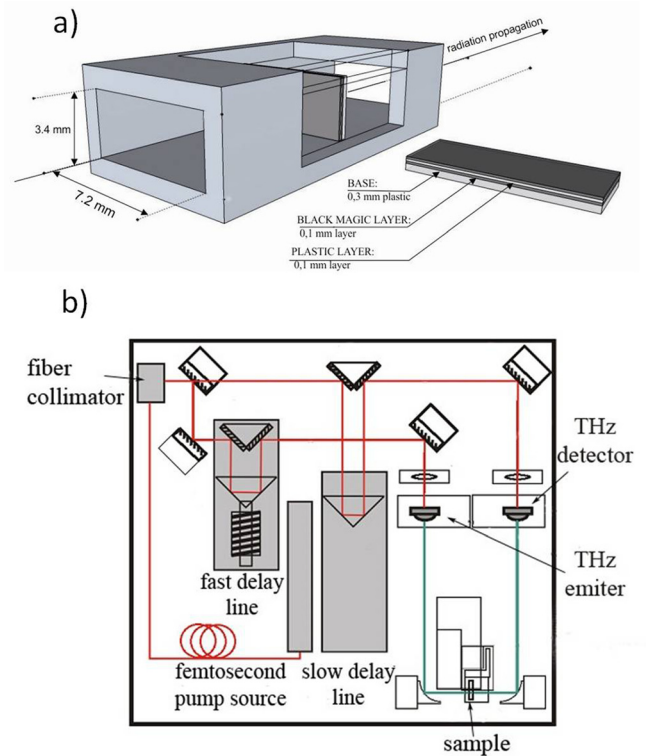 a)
radiation propagation
3.4 mm
7.2 mm
BASE:
0,3 mm plastic
BLACK MAGIC LAYER:
0,1 mm layer
PLASTIC LAYER:
0,1 mm layer
b)
fiber
collimator
THz
detector
THz
emiter
fast delay
line
femtosecond
pump source
slow delay
line
sample